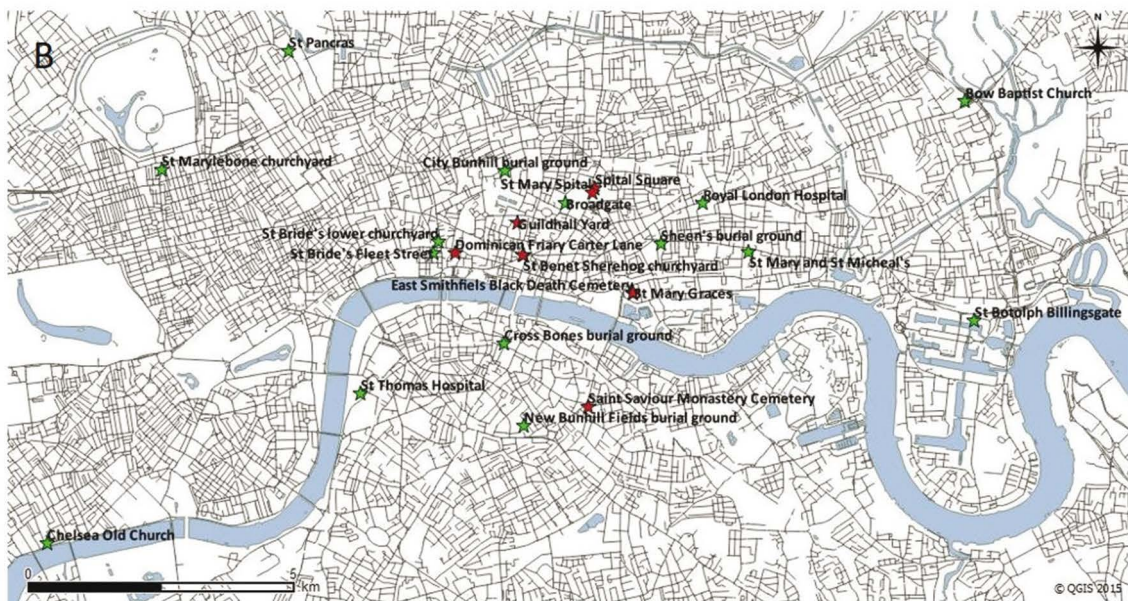 B
N
St Pancras
Bow Baptist Church
St Marylebone churchyard
City Bunhill burial ground
St Mary Spital
Spital Square
Royal London Hospital
Broadgate
Guildhall Yard
St Bride's lower churchyard
Sheen's burial ground
Dominican Friary Carter Lane
St Bride's Fleet Street
St Benet Sherehog churchyard
St Mary and St Micheal's
East Smithfiels Black Death Cemetery
St Mary Graces
St Botolph Billingsgate
Cross Bones burial ground
St Thomas Hospital
Saint Saviour Monastery Cemetery
New Bunhill Fields burial ground
Chelsea Old Church
0 5 km
© QGIS 2015